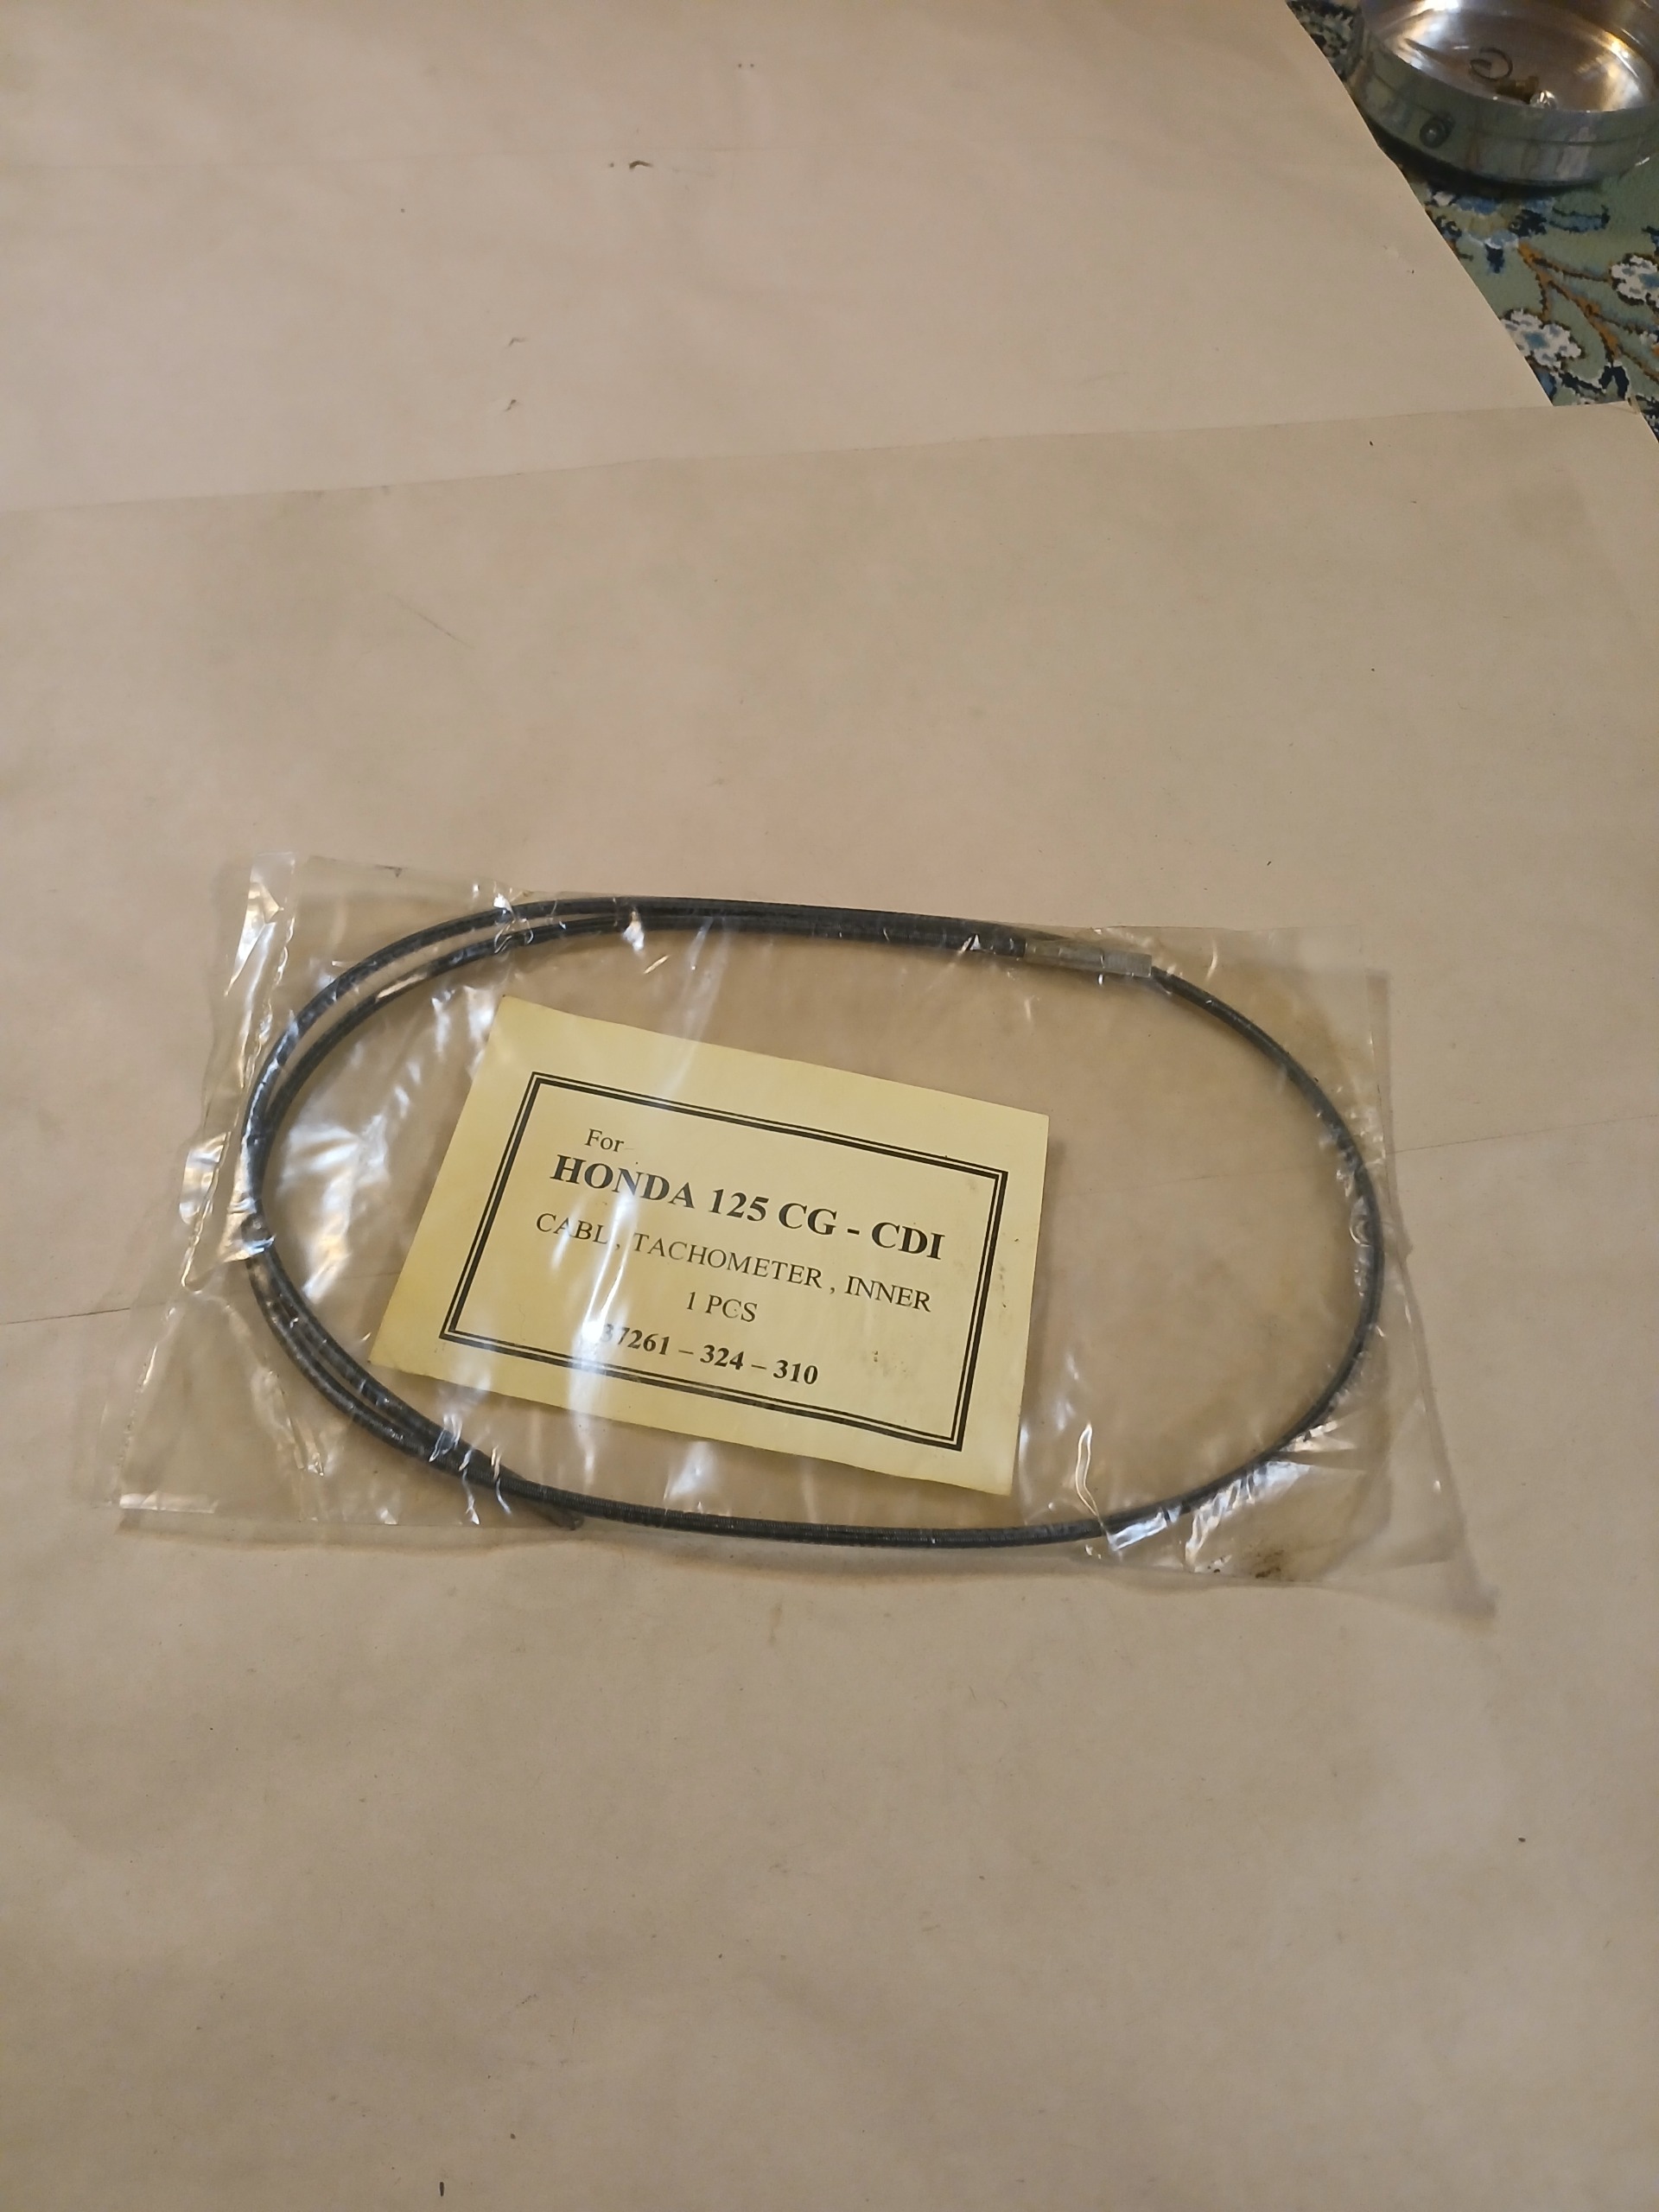 For
HONDA 125 CG - CDI
CABL, TACHOMETER, INNER
1 PCS
37261 – 324 – 310